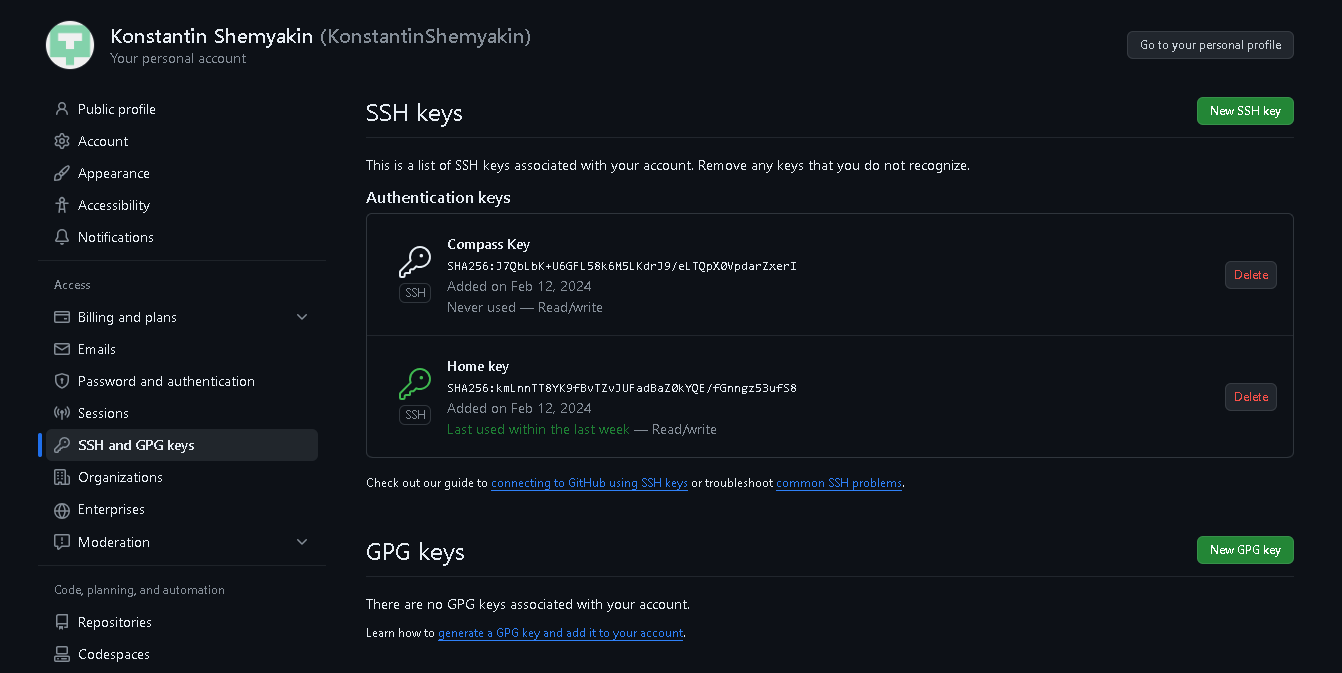 Konstantin Shemyakin (KonstantinShemyakin)
Your personal account
Go to your personal profile
Public profile
Account
Appearance
Accessibility
Notifications
Access
Billing and plans
Emails
Password and authentication
Sessions
SSH and GPG keys
Organizations
Enterprises
Moderation
Code, planning, and automation
Repositories
Codespaces
SSH keys
New SSH key
This is a list of SSH keys associated with your account. Remove any keys that you do not recognize.
Authentication keys
Compass Key
SHA256:J7QbLbK+U6GFL58k6M5LKdrJ9/eLTQpX0VpdarZxerI
Added on Feb 12, 2024
Never used — Read/write
SSH
Delete
Home key
SHA256:kmLnnTT8YK9fBvTZvJUFadBaZ0kYQE/fGnngz53ufS8
Added on Feb 12, 2024
Last used within the last week — Read/write
SSH
Delete
Check out our guide to connecting to GitHub using SSH keys or troubleshoot common SSH problems.
GPG keys
New GPG key
There are no GPG keys associated with your account.
Learn how to generate a GPG key and add it to your account.